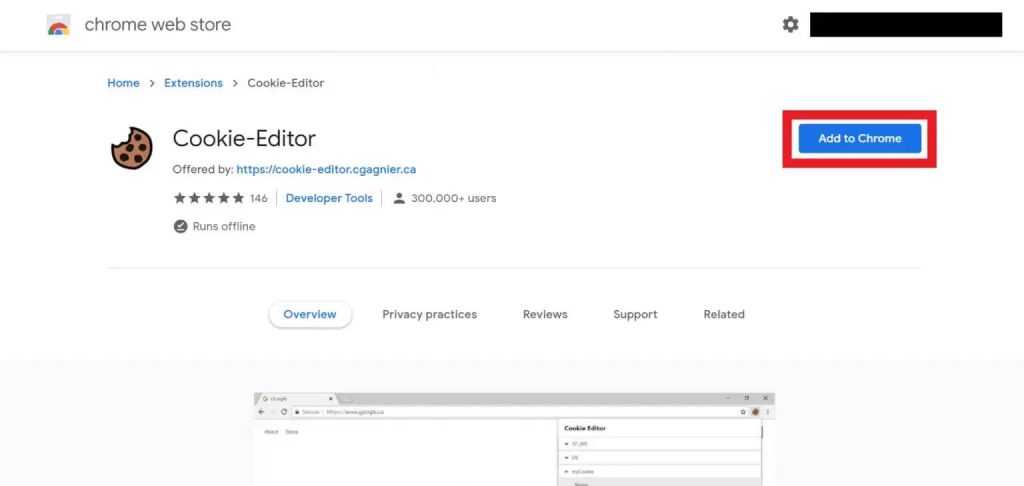 chrome web store
Home > Extensions > Cookie-Editor
Cookie-Editor
Add to Chrome
Offered by: https://cookie-editor.cgagnier.ca
146 Developer Tools 300,000+ users
Runs offline
Overview Privacy practices Reviews Support Related
Google
Secure https://www.google.ca
About Store
Cookie Editor
DV
myCookie
Name